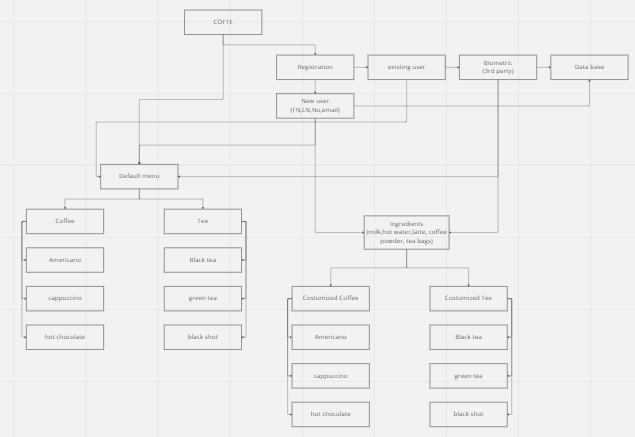 COFTE
Registration
existing user
Biometric
(3rd party)
Data base
New user
(FN,LN,No,email)
Default menu
Coffee
Tee
Ingredients
(milk,hot water,latte, coffee
powder, tea bags)
Americano
Black tea
cappuccino
green tea
Costomized Coffee
Costomized Tee
hot chocolate
black shot
Americano
Black tea
cappuccino
green tea
hot chocolate
black shot